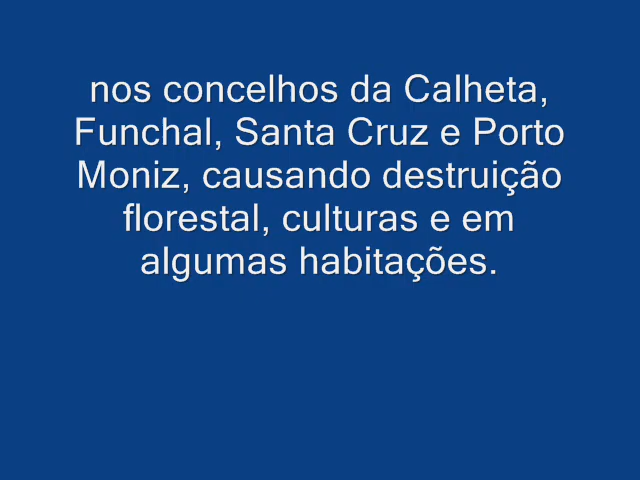 nos concelhos da Calheta,
Funchal, Santa Cruz e Porto
Moniz, causando destruição
florestal, culturas e em
algumas habitações.